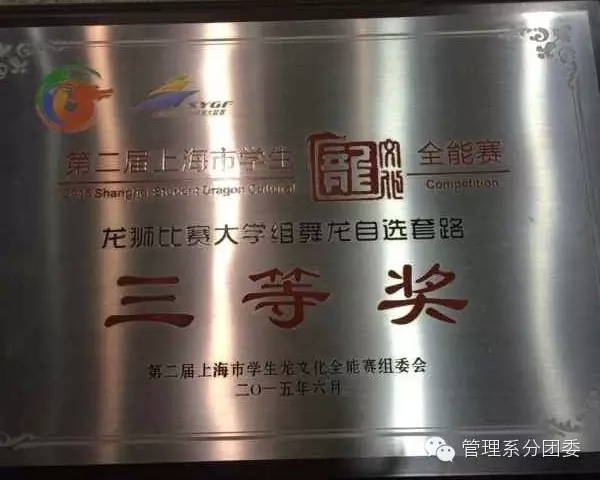 XYGF
第二届上海市学生 龍文化 全能赛
2015 Shanghai Student Dragon Cultural Competition
龙狮比赛大学组舞龙自选套路
三等奖
第二届上海市学生龙文化全能赛组委会
二〇一五年六月
管理系分团委